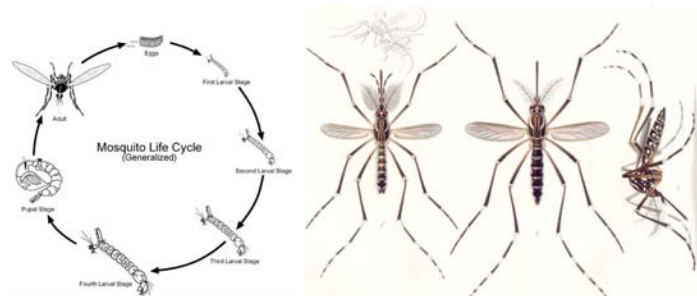 Eggs
First Larval Stage
Adult
Mosquito Life Cycle
(Generalized)
Second Larval Stage
Pupal Stage
Third Larval Stage
Fourth Larval Stage